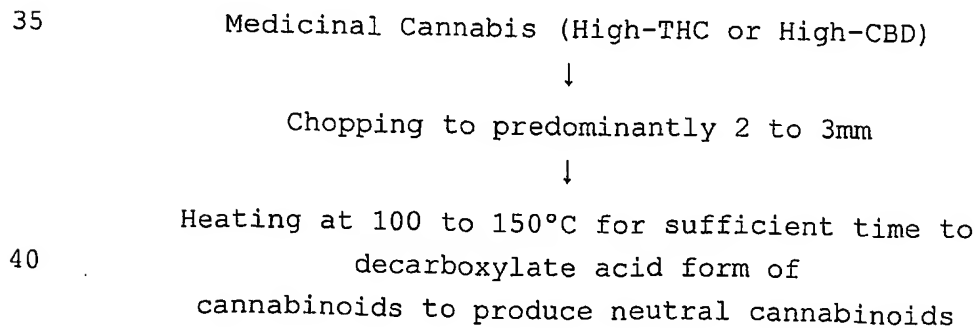 35 Medicinal Cannabis (High-THC or High-CBD)
↓
Chopping to predominantly 2 to 3mm
↓
Heating at 100 to 150°C for sufficient time to
40 decarboxylate acid form of
cannabinoids to produce neutral cannabinoids